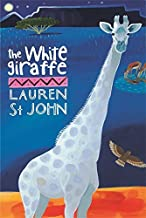 the White
giraffe
LAUREN
St JOHN